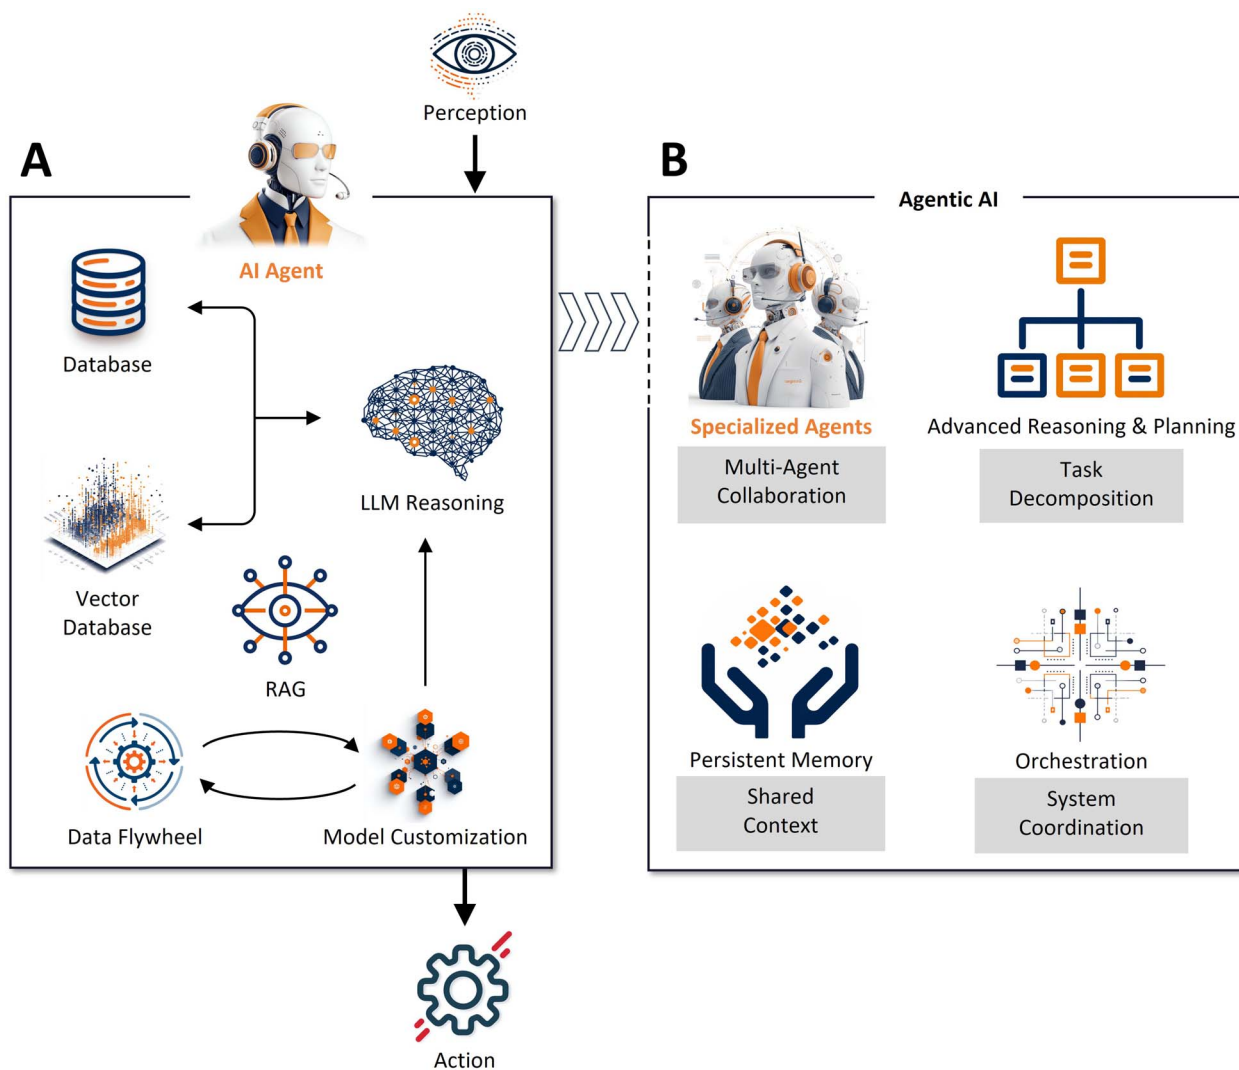 Perception
A
AI Agent
Database
LLM Reasoning
Vector
Database
RAG
Data Flywheel
Model Customization
Action
B
Agentic AI
Specialized Agents
Multi-Agent
Collaboration
Advanced Reasoning & Planning
Task
Decomposition
Persistent Memory
Shared
Context
Orchestration
System
Coordination